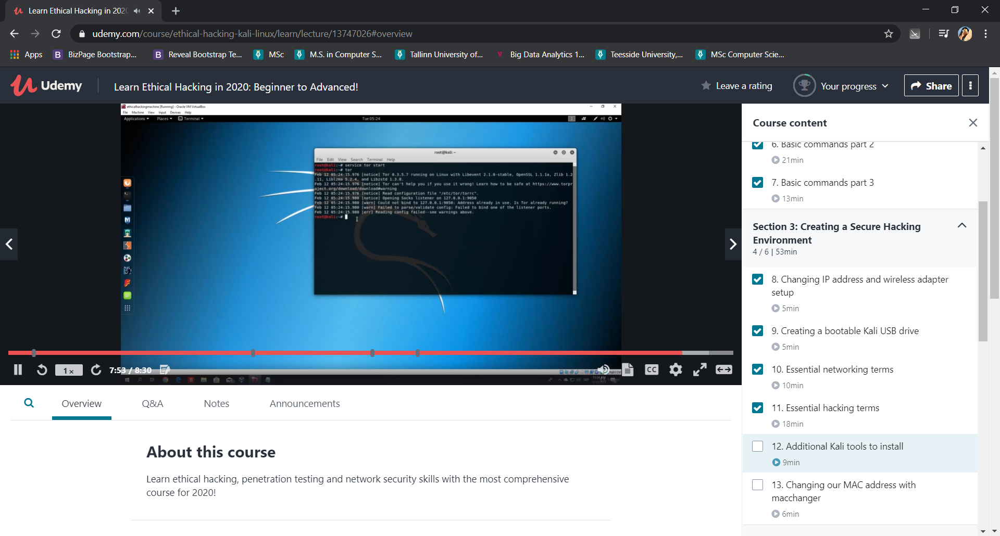 Learn Ethical Hacking in 202
udemy.com/course/ethical-hacking-kali-linux/learn/lecture/13747026#overview
Apps
B BizPage Bootstrap...
B Reveal Bootstrap Te...
MSc
M.S. in Computer S...
Tallinn University of...
V Big Data Analytics 1...
Teesside University,...
MSc Computer Scie...
Udemy
Learn Ethical Hacking in 2020: Beginner to Advanced!
Leave a rating
Your progress
Share
ethicalhackingmachine [Running] - Oracle VM VirtualBox
File Machine View Input Devices Help
Applications Places Terminal
Tue 05:24
1
root@kali: ~
File Edit View Search Terminal Help
root@kali:~# service tor start
root@kali:~# tor
Feb 12 05:24:15.976 [notice] Tor 0.3.5.7 running on Linux with Libevent 2.1.8-stable, OpenSSL 1.1.1a, Zlib 1.2
.11, Liblzma 5.2.4, and Libzstd 1.3.8.
Feb 12 05:24:15.976 [notice] Tor can't help you if you use it wrong! Learn how to be safe at https://www.torpr
oject.org/download/download#warning
Feb 12 05:24:15.976 [notice] Read configuration file "/etc/tor/torrc".
Feb 12 05:24:15.980 [notice] Opening Socks listener on 127.0.0.1:9050
Feb 12 05:24:15.980 [warn] Could not bind to 127.0.0.1:9050: Address already in use. Is Tor already running?
Feb 12 05:24:15.980 [warn] Failed to parse/validate config: Failed to bind one of the listener ports.
Feb 12 05:24:15.980 [err] Reading config failed--see warnings above.
root@kali:~#
1 x
7:53 / 8:30
CC
Overview
Q&A
Notes
Announcements
About this course
Learn ethical hacking, penetration testing and network security skills with the most comprehensive
course for 2020!
Course content
6. Basic commands part 2
21min
7. Basic commands part 3
13min
Section 3: Creating a Secure Hacking
Environment
4 / 6 | 53min
8. Changing IP address and wireless adapter
setup
5min
9. Creating a bootable Kali USB drive
5min
10. Essential networking terms
10min
11. Essential hacking terms
18min
12. Additional Kali tools to install
9min
13. Changing our MAC address with
macchanger
6min